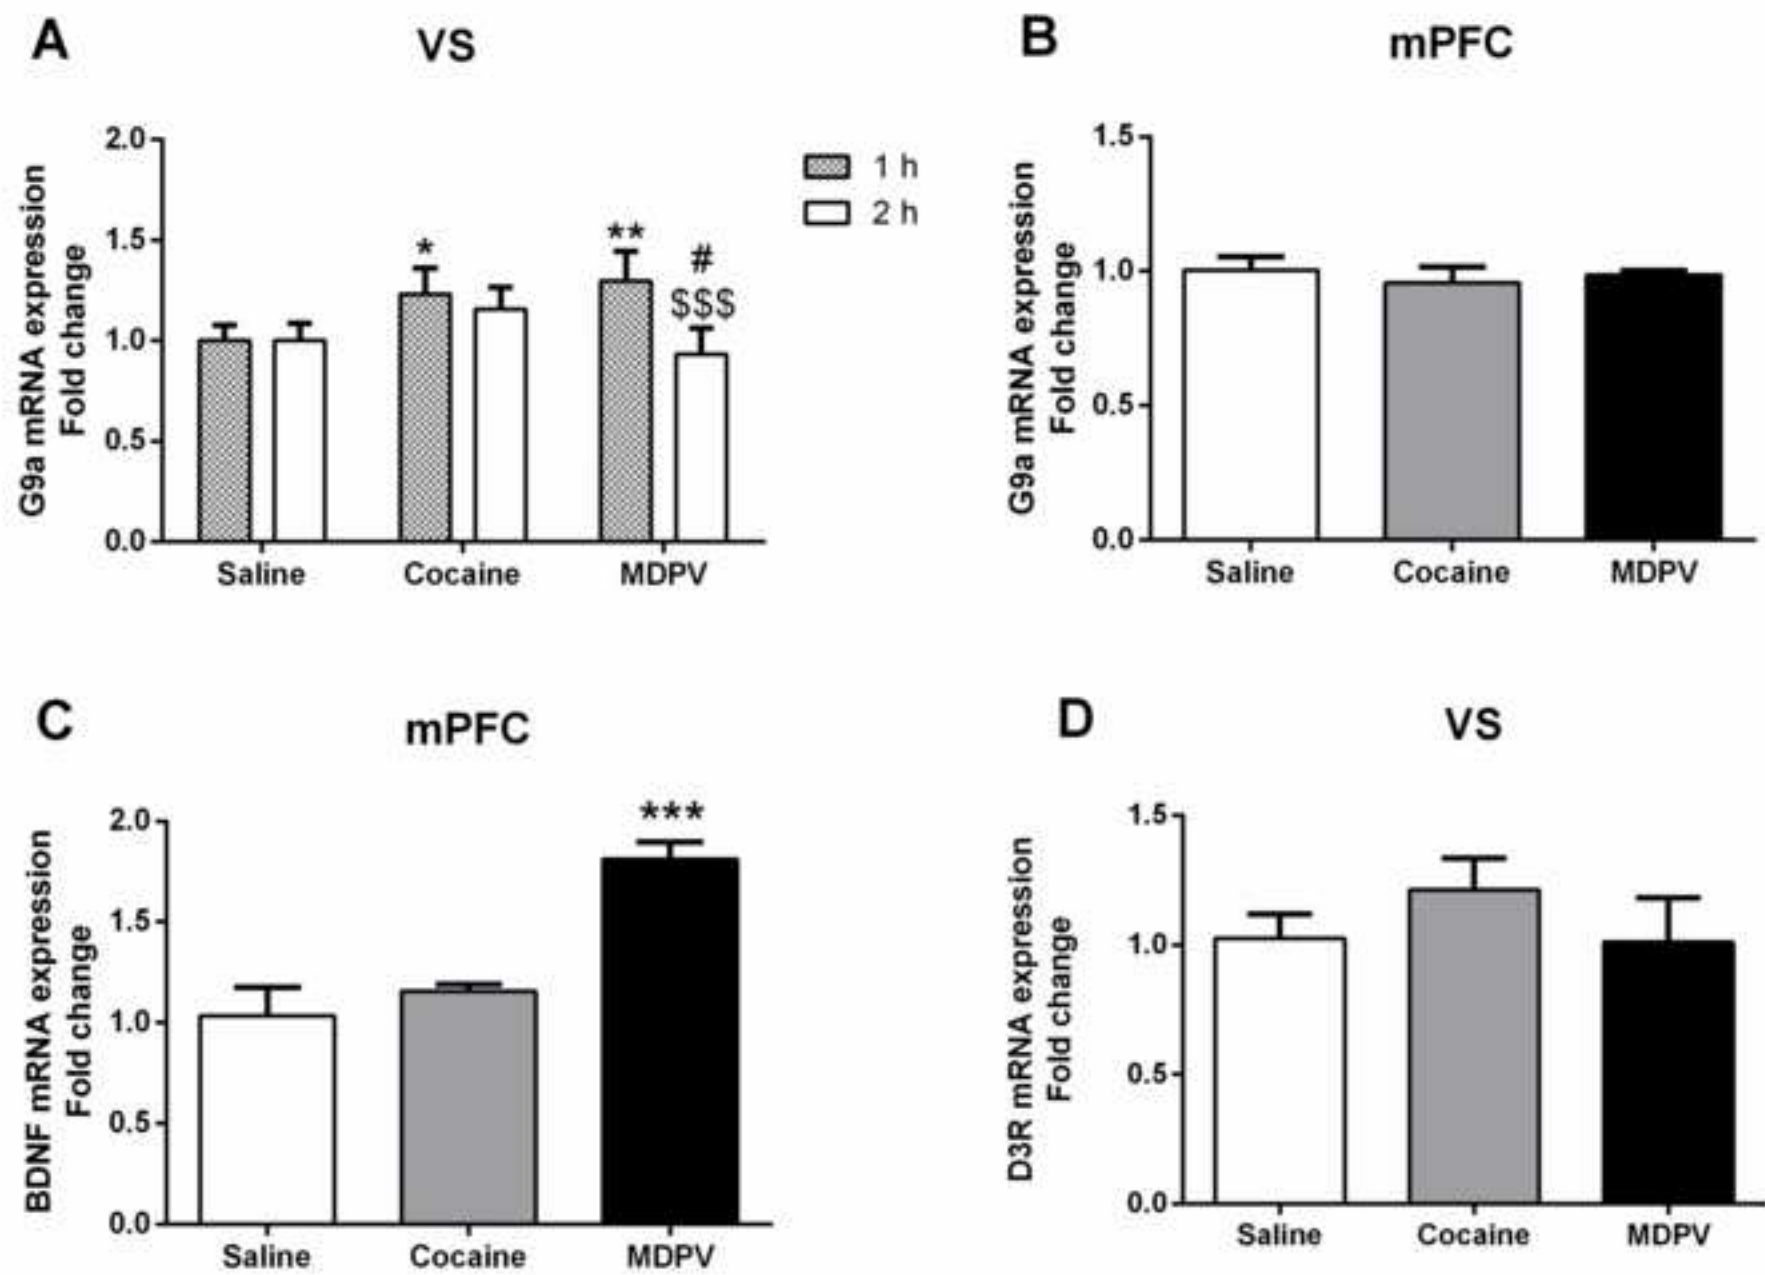 A
VS
G9a mRNA expression
Fold change
2.0
1.5
1.0
0.5
0.0
*
**
#
$$$
Saline
Cocaine
MDPV
1 h
2 h
B
mPFC
G9a mRNA expression
Fold change
1.5
1.0
0.5
0.0
Saline
Cocaine
MDPV
C
mPFC
BDNF mRNA expression
Fold change
2.0
1.5
1.0
0.5
0.0
***
Saline
Cocaine
MDPV
D
VS
D3R mRNA expression
Fold change
1.5
1.0
0.5
0.0
Saline
Cocaine
MDPV